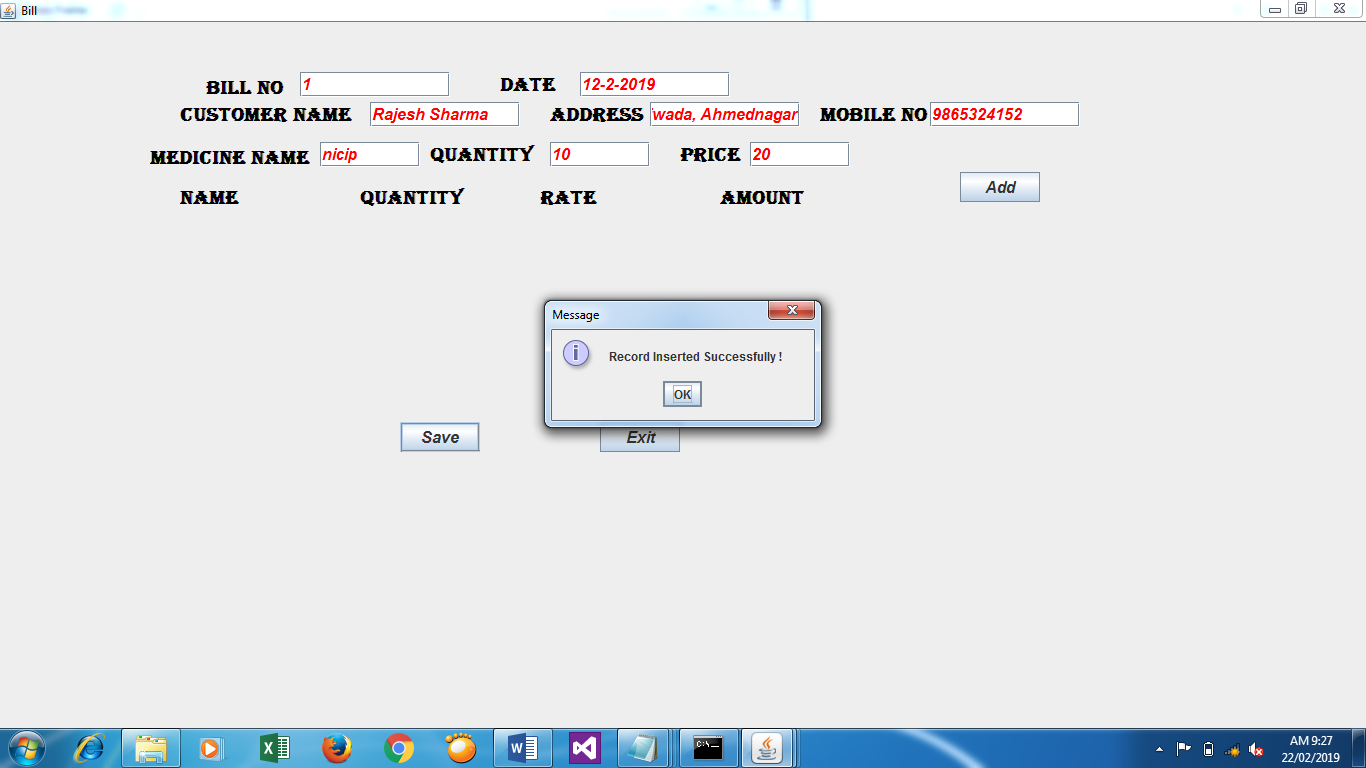 Bill
BILL NO 1 DATE 12-2-2019
CUSTOMER NAME Rajesh Sharma ADDRESS wada, Ahmednagar MOBILE NO 9865324152
MEDICINE NAME nicip QUANTITY 10 PRICE 20
NAME QUANTITY RATE AMOUNT Add
Message
Record Inserted Successfully !
OK
Save Exit
AM 9:27
22/02/2019